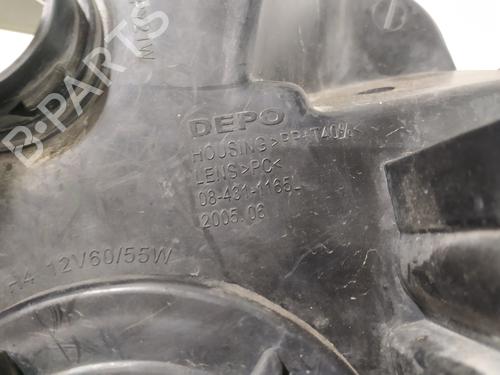 DEPO
HOUSING>PP+T40%<
LENS>PC<
08-431-1165L
2005.06
H4 12V60/55W
B-PARTS